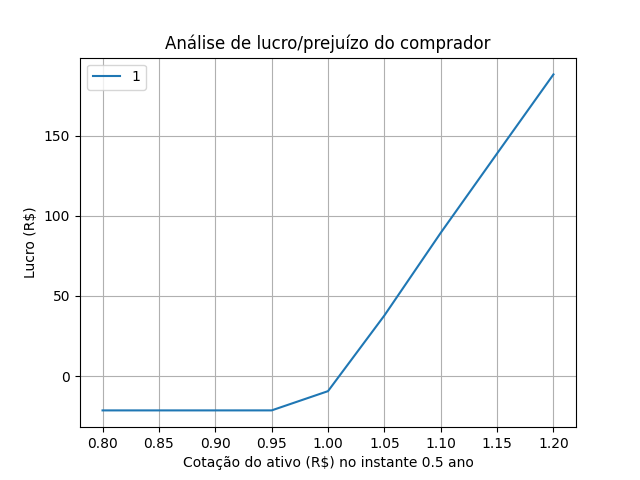 Análise de lucro/prejuízo do comprador
1
150
100
50
0
Lucro (R$)
0.80 0.85 0.90 0.95 1.00 1.05 1.10 1.15 1.20
Cotação do ativo (R$) no instante 0.5 ano